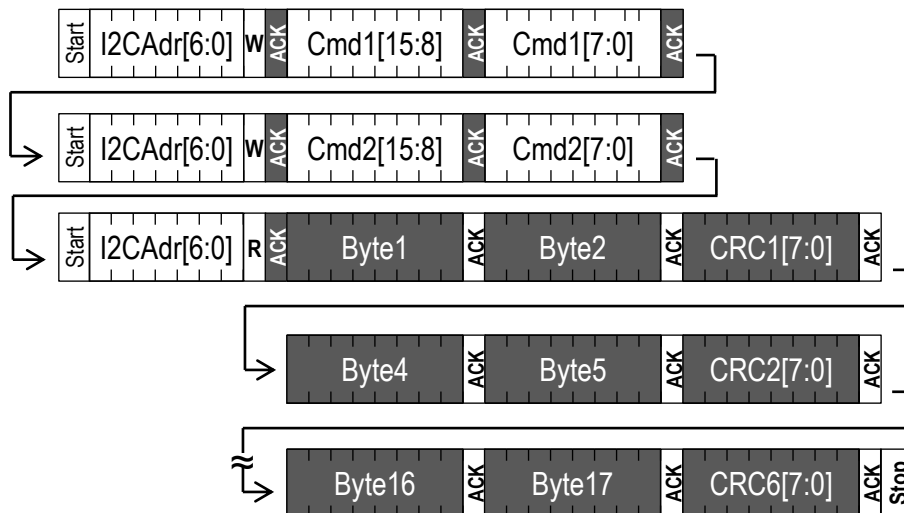 Start I2CAdr[6:0] W ACK Cmd1[15:8] ACK Cmd1[7:0] ACK
Start I2CAdr[6:0] W ACK Cmd2[15:8] ACK Cmd2[7:0] ACK
Start I2CAdr[6:0] R ACK Byte1 ACK Byte2 ACK CRC1[7:0] ACK
Byte4 ACK Byte5 ACK CRC2[7:0] ACK
Byte16 ACK Byte17 ACK CRC6[7:0] ACK Stop